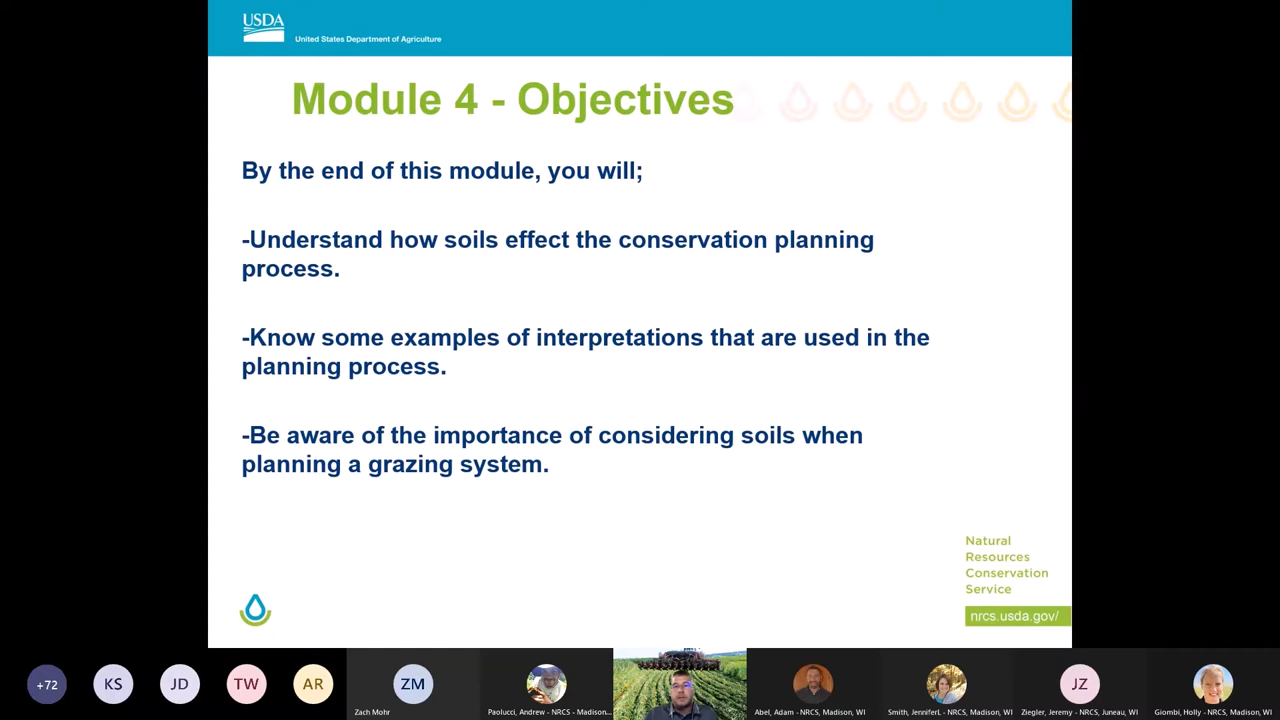 USDA
United States Department of Agriculture
Module 4 - Objectives
By the end of this module, you will;
-Understand how soils effect the conservation planning
process.
-Know some examples of interpretations that are used in the
planning process.
-Be aware of the importance of considering soils when
planning a grazing system.
Natural
Resources
Conservation
Service
nrcs.usda.gov/
+72
KS
JD
TW
AR
ZM
JZ
Zach Mohr
Paolucci, Andrew - NRCS - Madison...
Abel, Adam - NRCS, Madison, WI
Smith, JenniferL - NRCS, Madison, WI
Ziegler, Jeremy - NRCS, Juneau, WI
Giombi, Holly - NRCS, Madison, WI